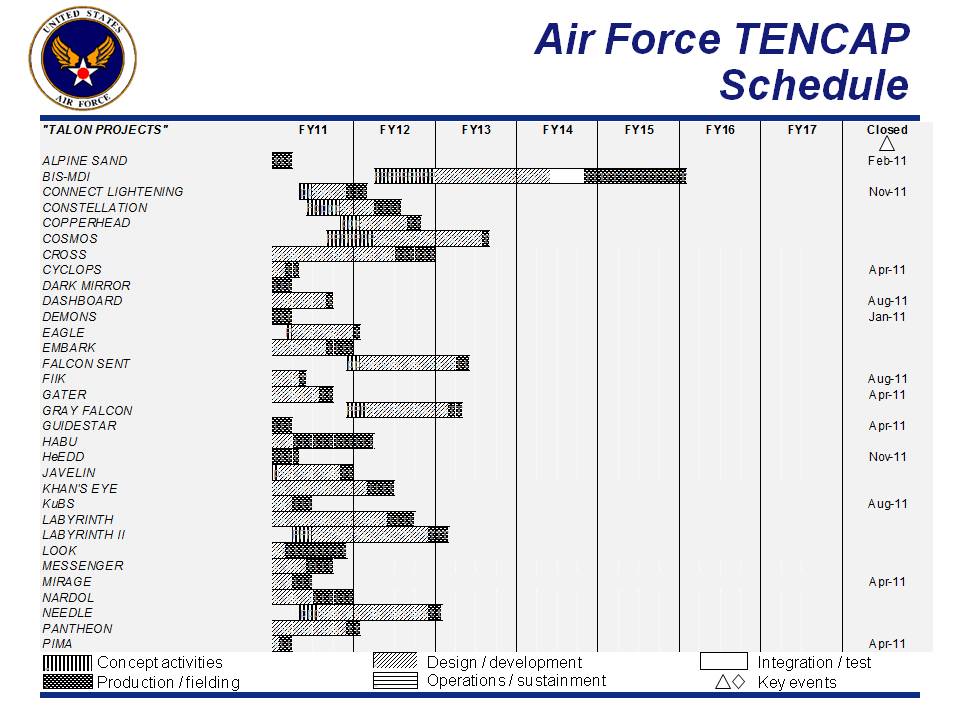 UNITED STATES
AIR FORCE
Air Force TENCAP
Schedule
"TALON PROJECTS" FY11 FY12 FY13 FY14 FY15 FY16 FY17 Closed
ALPINE SAND Feb-11
BIS-MDI
CONNECT LIGHTENING Nov-11
CONSTELLATION
COPPERHEAD
COSMOS
CROSS
CYCLOPS Apr-11
DARK MIRROR
DASHBOARD Aug-11
DEMONS Jan-11
EAGLE
EMBARK
FALCON SENT
FIIK Aug-11
GATER Apr-11
GRAY FALCON
GUIDESTAR Apr-11
HABU
HeEDD Nov-11
JAVELIN
KHAN'S EYE
KuBS Aug-11
LABYRINTH
LABYRINTH II
LOOK
MESSENGER
MIRAGE Apr-11
NARDOL
NEEDLE
PANTHEON
PIMA Apr-11
Concept activities Design / development Integration / test
Production / fielding Operations / sustainment Key events